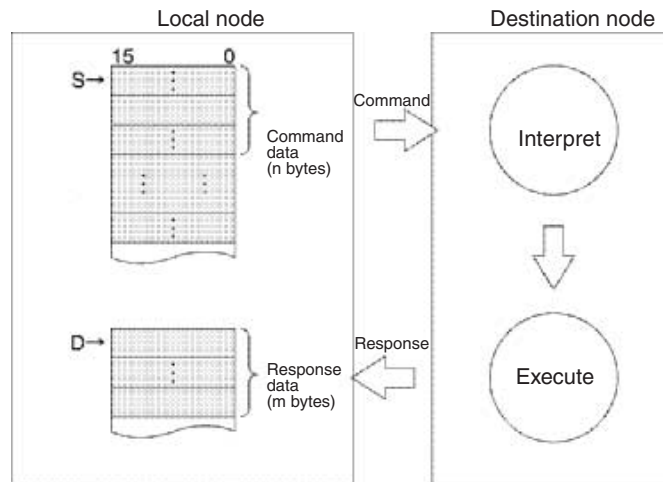 Local node
Destination node
15 0
S→
Command
data
(n bytes)
Command
Interpret
D→
Response
data
(m bytes)
Response
Execute